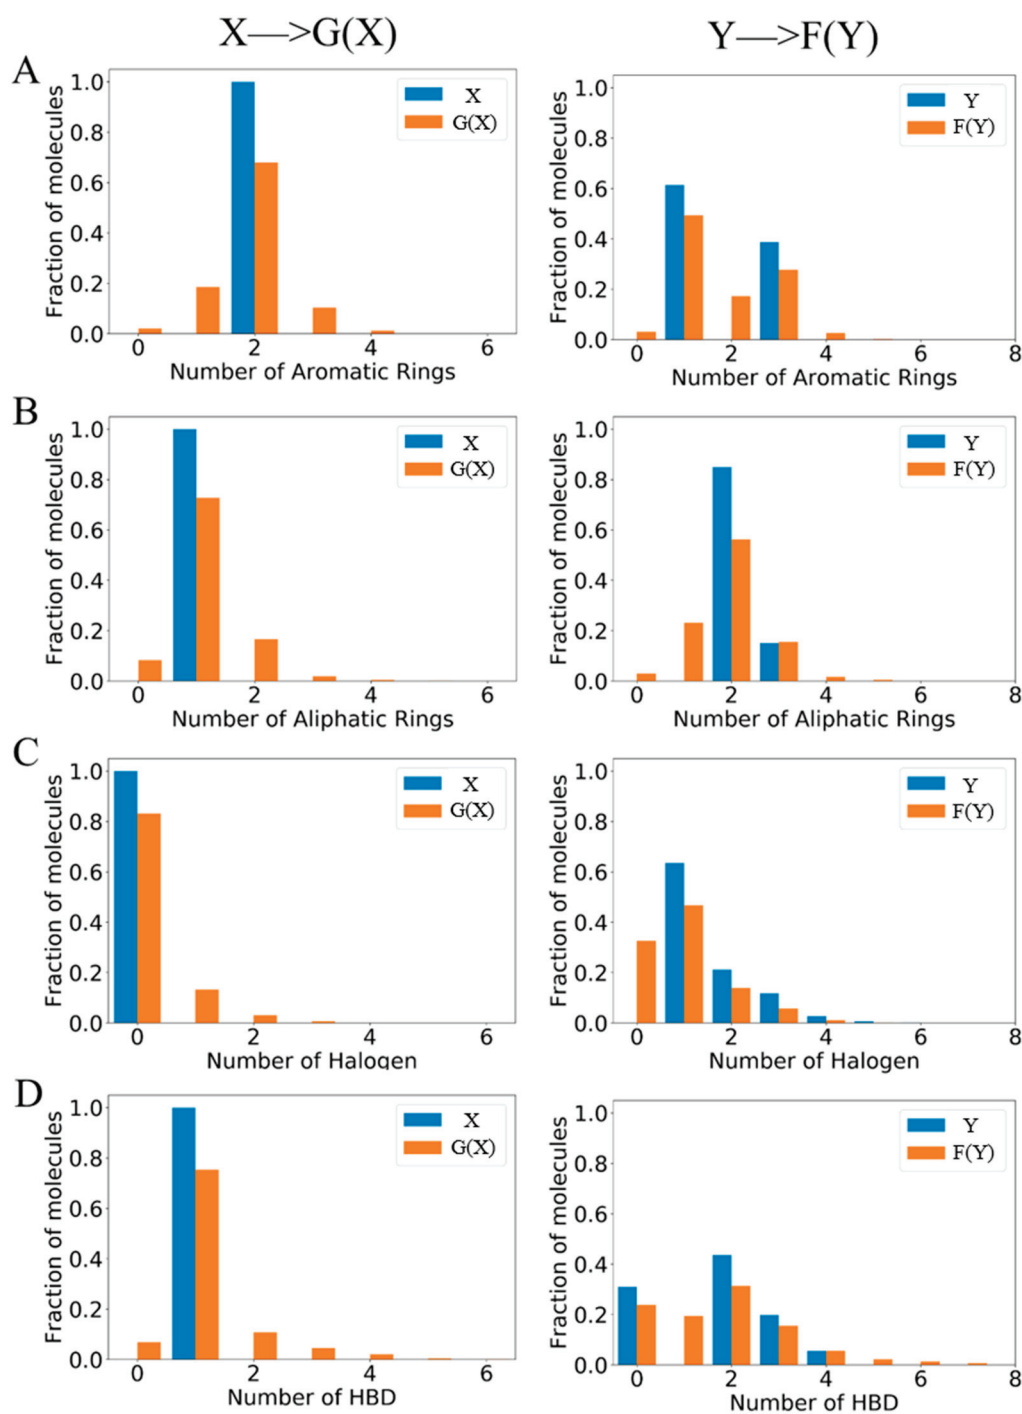 X—>G(X)
Y—>F(Y)
A
Fraction of molecules
1.0
0.8
0.6
0.4
0.2
0.0
0 2 4 6
Number of Aromatic Rings
X
G(X)
Fraction of molecules
1.0
0.8
0.6
0.4
0.2
0.0
0 2 4 6 8
Number of Aromatic Rings
Y
F(Y)
B
Fraction of molecules
1.0
0.8
0.6
0.4
0.2
0.0
0 2 4 6
Number of Aliphatic Rings
X
G(X)
Fraction of molecules
1.0
0.8
0.6
0.4
0.2
0.0
0 2 4 6 8
Number of Aliphatic Rings
Y
F(Y)
C
Fraction of molecules
1.0
0.8
0.6
0.4
0.2
0.0
0 2 4 6
Number of Halogen
X
G(X)
Fraction of molecules
1.0
0.8
0.6
0.4
0.2
0.0
0 2 4 6 8
Number of Halogen
Y
F(Y)
D
Fraction of molecules
1.0
0.8
0.6
0.4
0.2
0.0
0 2 4 6
Number of HBD
X
G(X)
Fraction of molecules
1.0
0.8
0.6
0.4
0.2
0.0
0 2 4 6 8
Number of HBD
Y
F(Y)